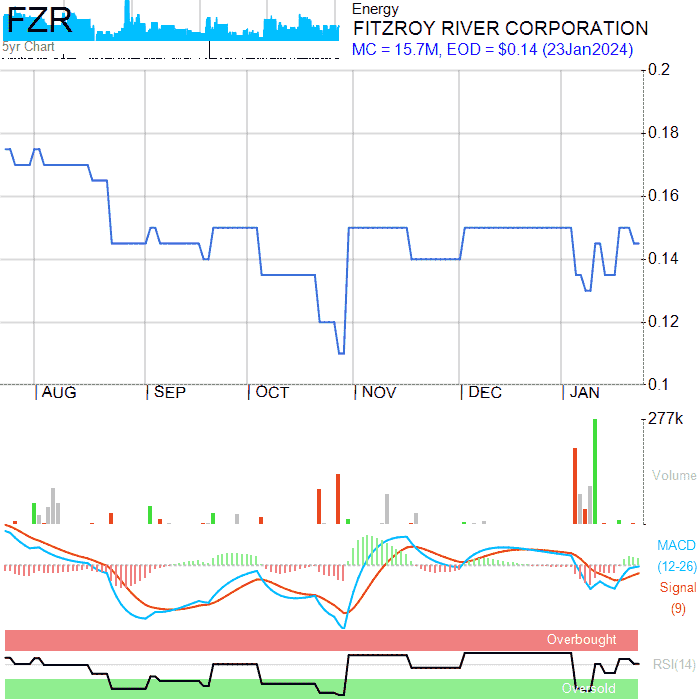 FZR
Energy
FITZROY RIVER CORPORATION
5yr Chart
MC = 15.7M, EOD = $0.14 (23Jan2024)
0.2
0.18
0.16
0.14
0.12
0.1
AUG SEP OCT NOV DEC JAN
277k
Volume
MACD
(12-26)
Signal
(9)
Overbought
RSI(14)
Oversold